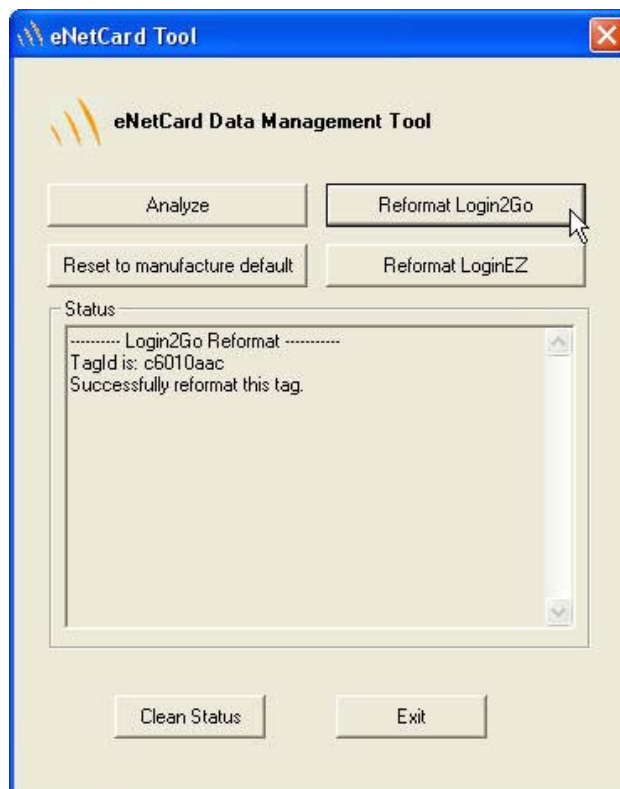 eNetCard Tool
eNetCard Data Management Tool
Analyze
Reformat Login2Go
Reset to manufacture default
Reformat LoginEZ
Status
---------- Login2Go Reformat -----------
TagId is: c6010aac
Successfully reformat this tag.
Clean Status
Exit